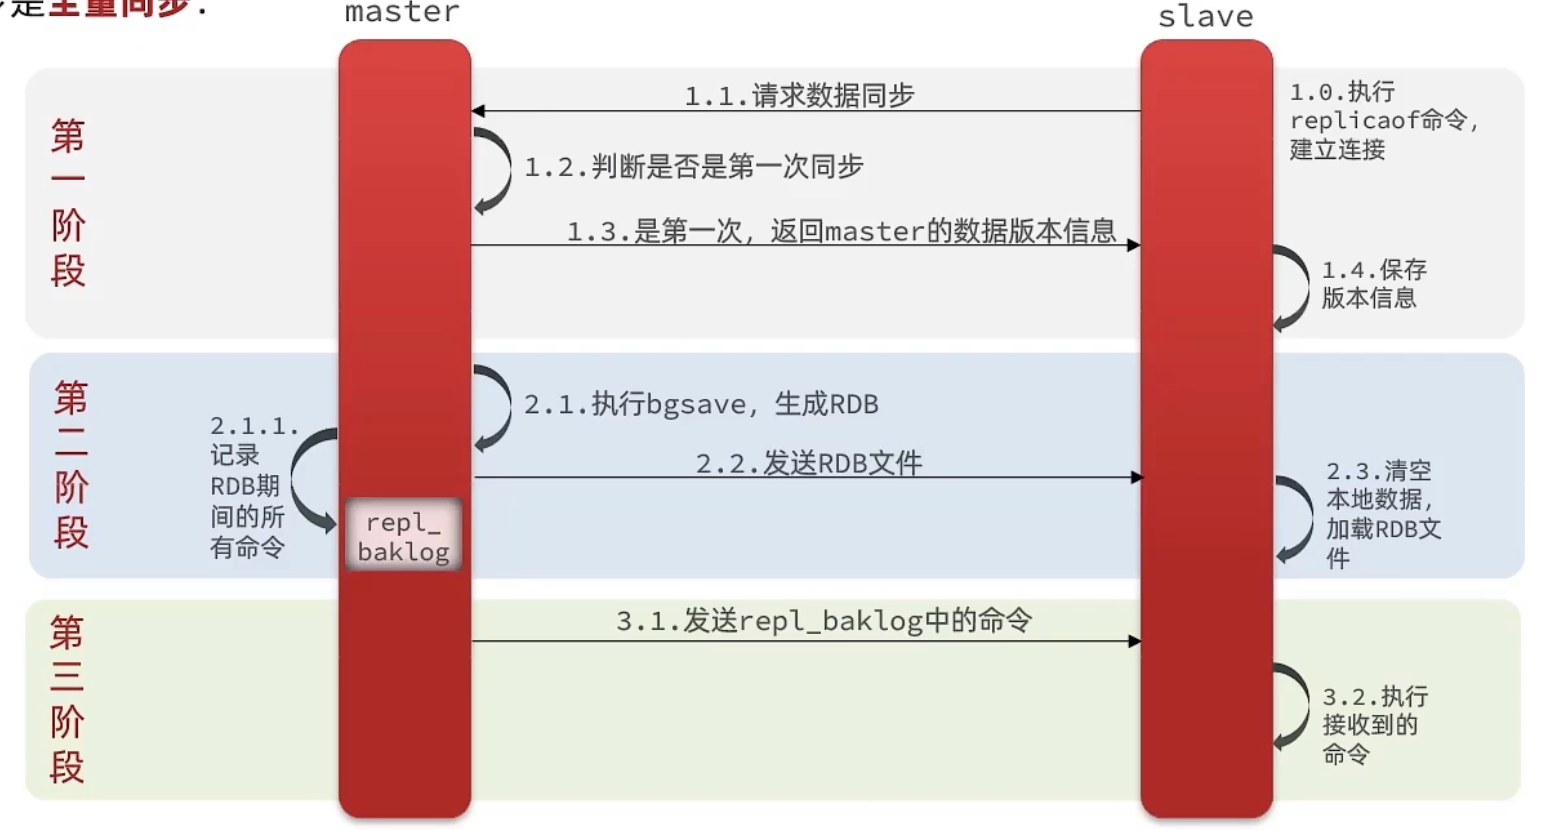 是全量同步:
master
slave
第
一
阶
段
1.0.执行
replicaof命令,
建立连接
1.1.请求数据同步
1.2.判断是否是第一次同步
1.3.是第一次, 返回master的数据版本信息
1.4.保存
版本信息
第
二
阶
段
2.1.执行bgsave, 生成RDB
2.1.1.
记录
RDB期
间的所
有命令
repl_
baklog
2.2.发送RDB文件
2.3.清空
本地数据,
加载RDB文
件
第
三
阶
段
3.1.发送repl_baklog中的命令
3.2.执行
接收到的
命令